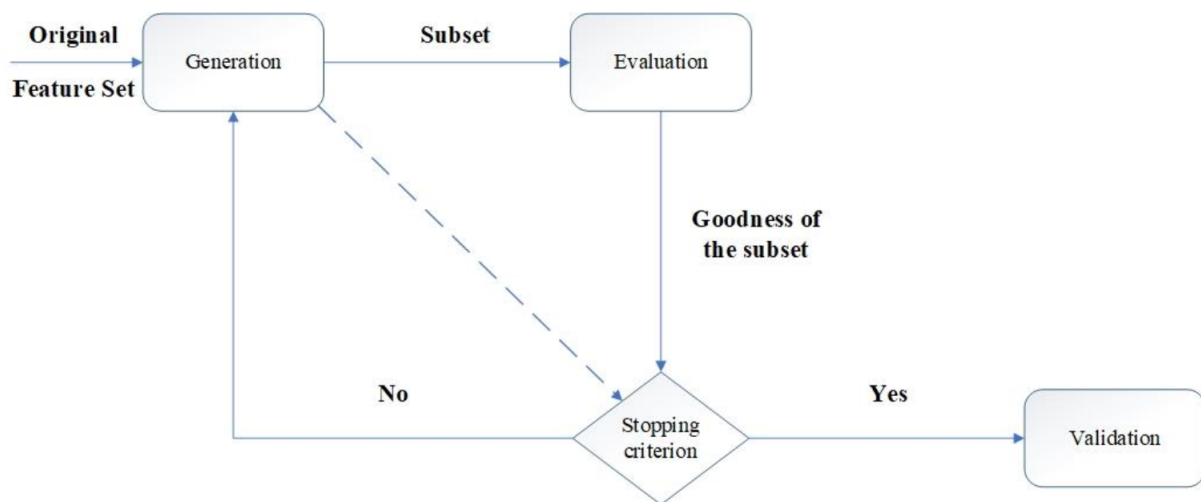 Original
Feature Set
Generation
Subset
Evaluation
Goodness of
the subset
No
Stopping
criterion
Yes
Validation